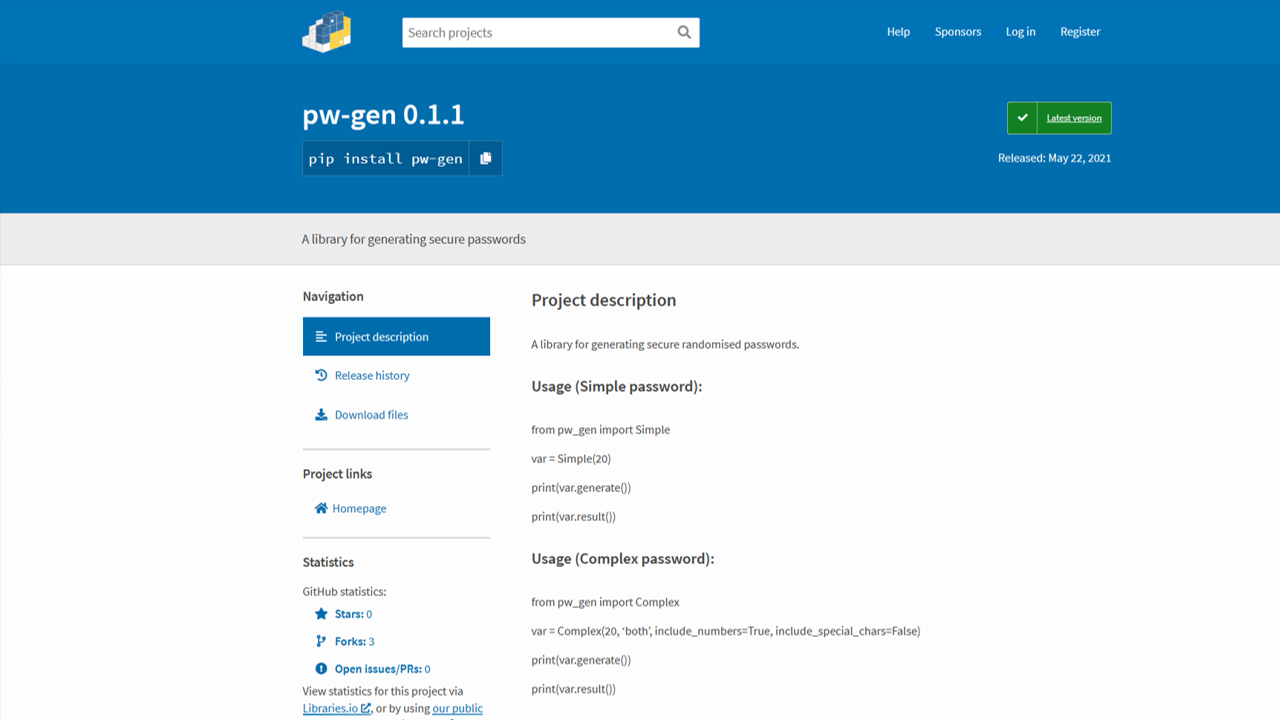 Search projects
Help
Sponsors
Log in
Register
pw-gen 0.1.1
pip install pw-gen
Latest version
Released: May 22, 2021
A library for generating secure passwords
Navigation
Project description
Release history
Download files
Project links
Homepage
Statistics
GitHub statistics:
Stars: 0
Forks: 3
Open issues/PRs: 0
View statistics for this project via
Libraries.io, or by using our public
Project description
A library for generating secure randomised passwords.
Usage (Simple password):
from pw_gen import Simple
var = Simple(20)
print(var.generate())
print(var.result())
Usage (Complex password):
from pw_gen import Complex
var = Complex(20, ‘both’, include_numbers=True, include_special_chars=False)
print(var.generate())
print(var.result())